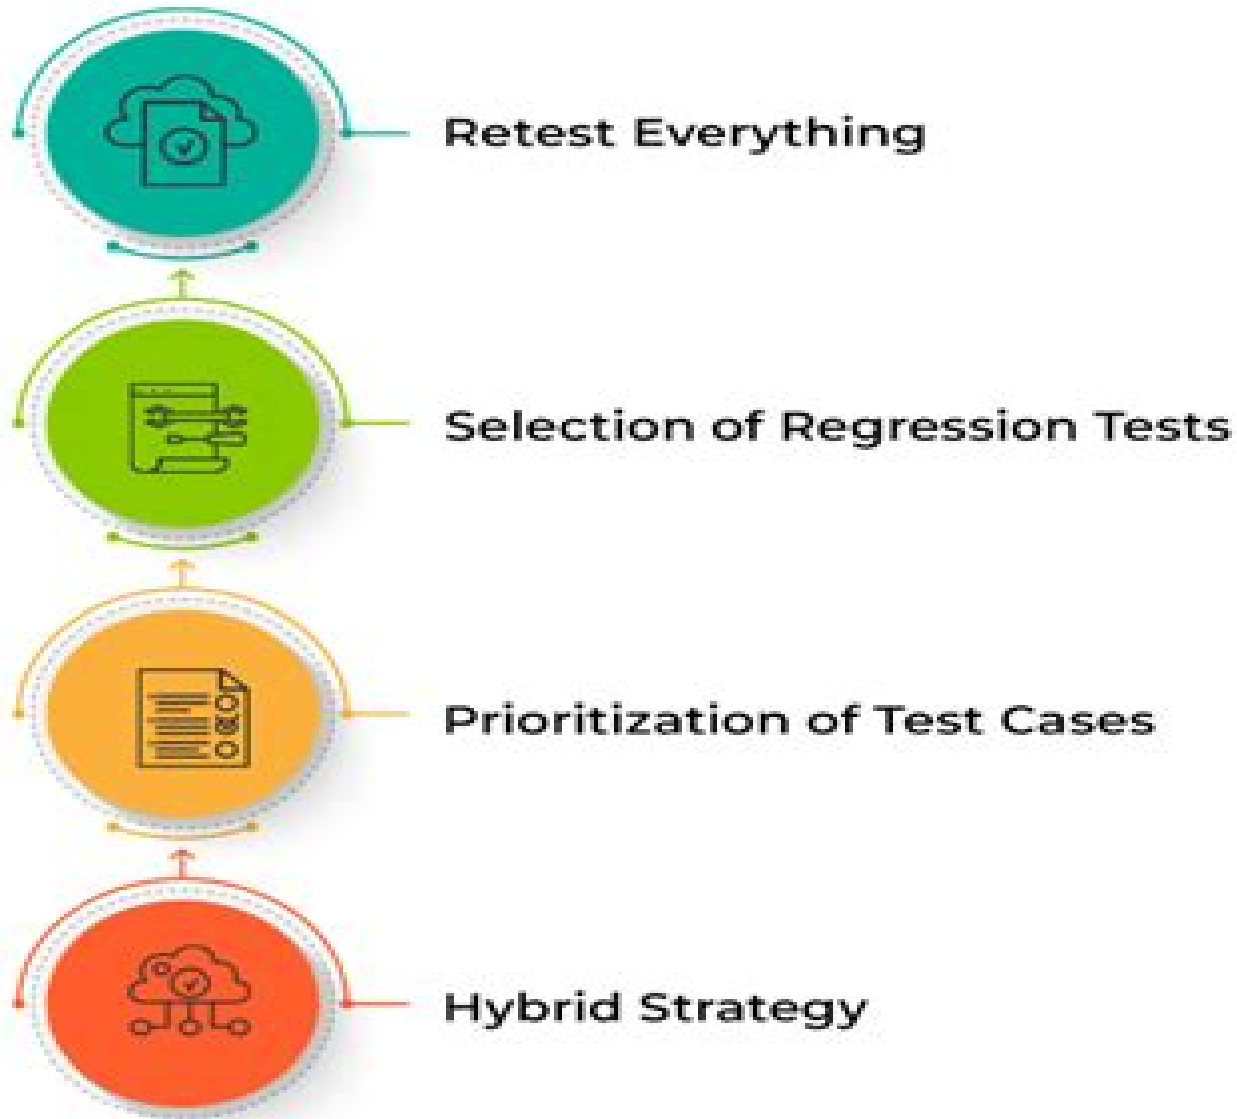 Retest Everything
Selection of Regression Tests
Prioritization of Test Cases
Hybrid Strategy